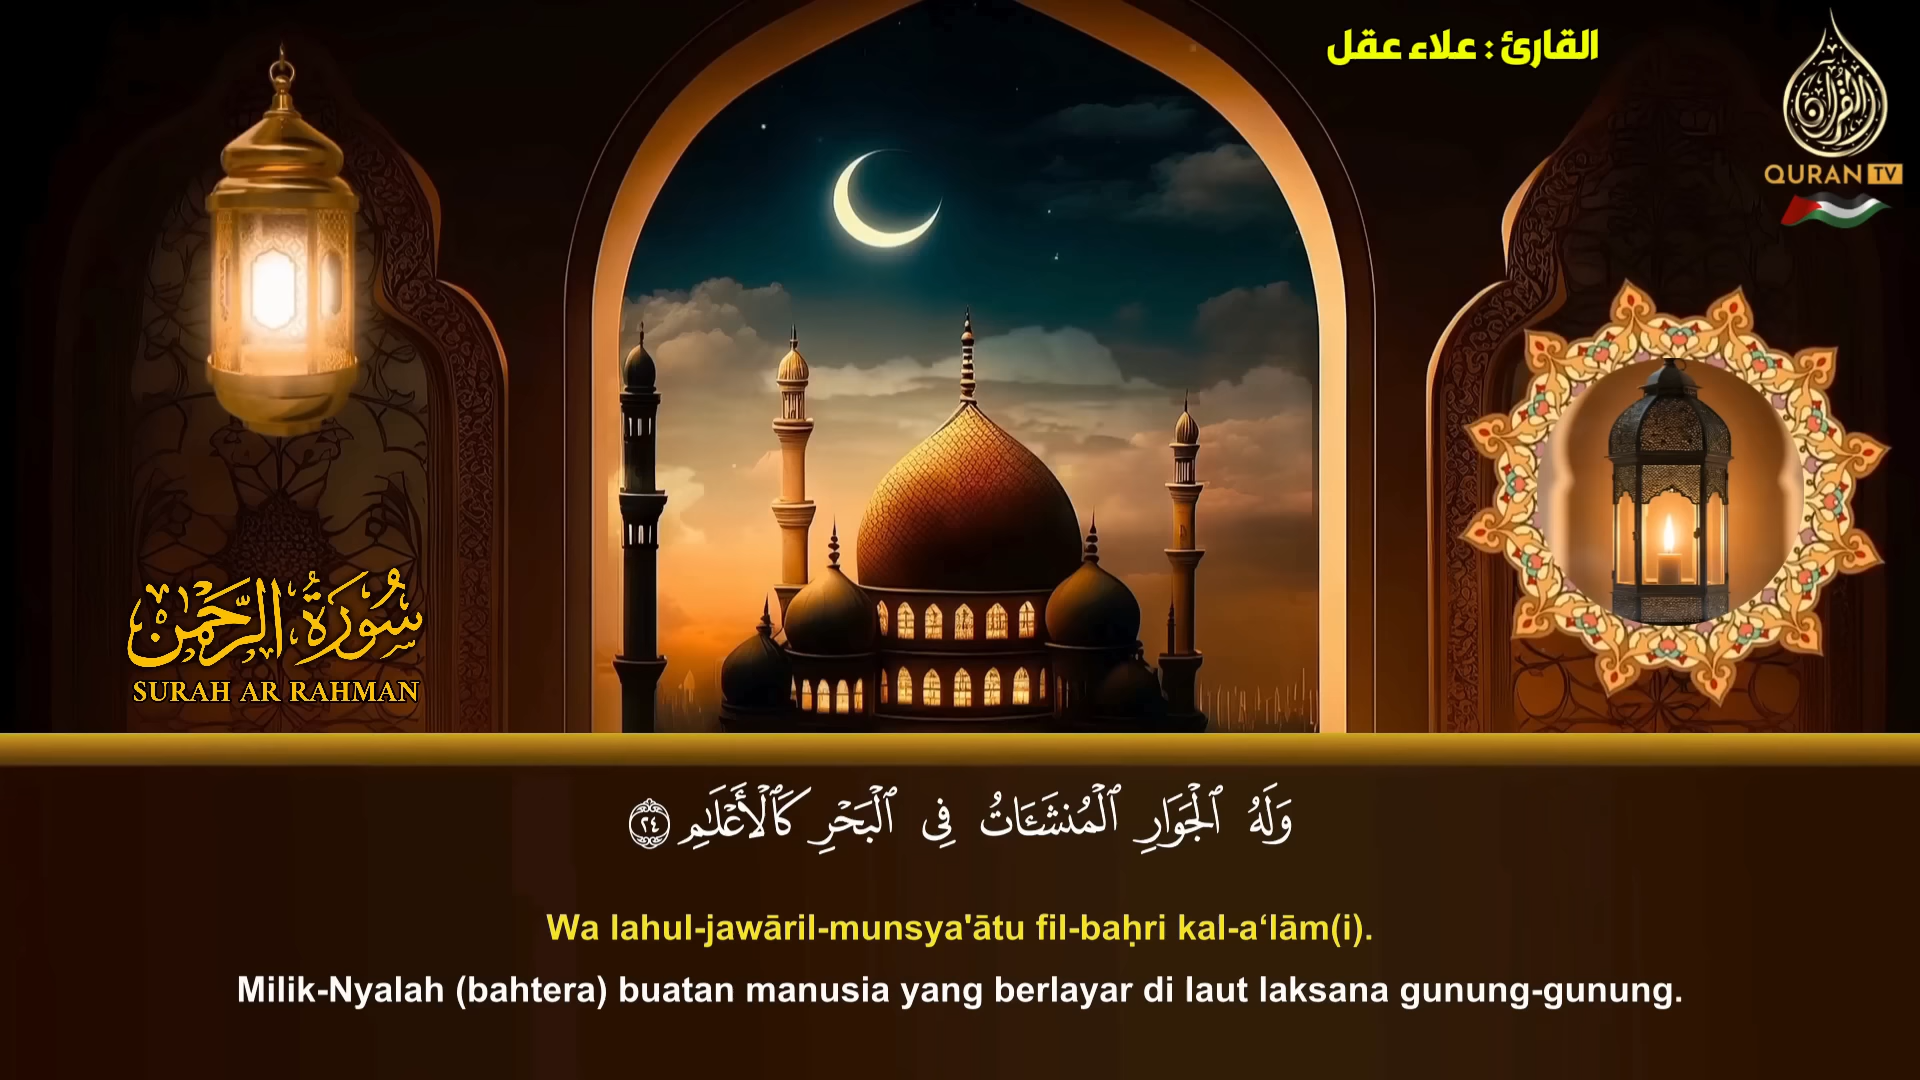 القارئ : علاء عقل
القرآن
QURAN TV
سُورَةُ الرَّحْمَٰن
SURAH AR RAHMAN
وَلَهُ ٱلْجَوَارِ ٱلْمُنشَـَٔاتُ فِى ٱلْبَحْرِ كَٱلْأَعْلَـٰمِ ٢٤
Wa lahul-jawāril-munsya'ātu fil-baḥri kal-a‘lām(i).
Milik-Nyalah (bahtera) buatan manusia yang berlayar di laut laksana gunung-gunung.